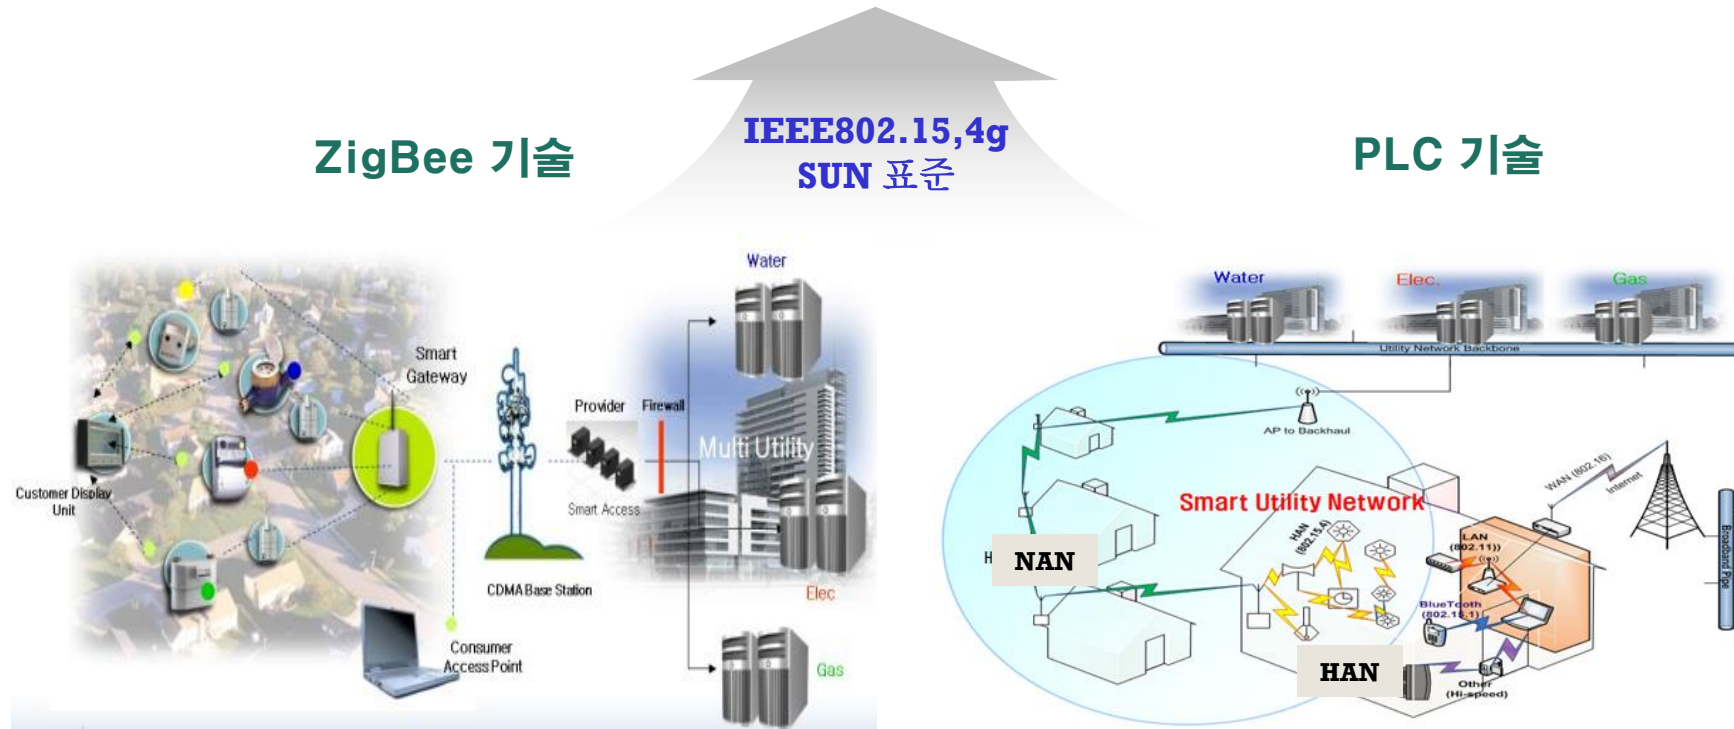 IEEE802.15,4g
SUN 표준
ZigBee 기술
PLC 기술
Water
Smart
Gateway
Provider
Firewall
Multi Utility
Customer Display
Unit
Smart Access
CDMA Base Station
Elec
Consumer
Access Point
Gas
Water
Elec.
Gas
Utility Network Backbone
AP to Backhaul
WAN (802.16)
Internet
Smart Utility Network
HAN
(802.15.4)
LAN
(802.11))
NAN
BlueTooth
(802.15.1)
HAN
Other
(Hi-speed)
Broadband Pipe